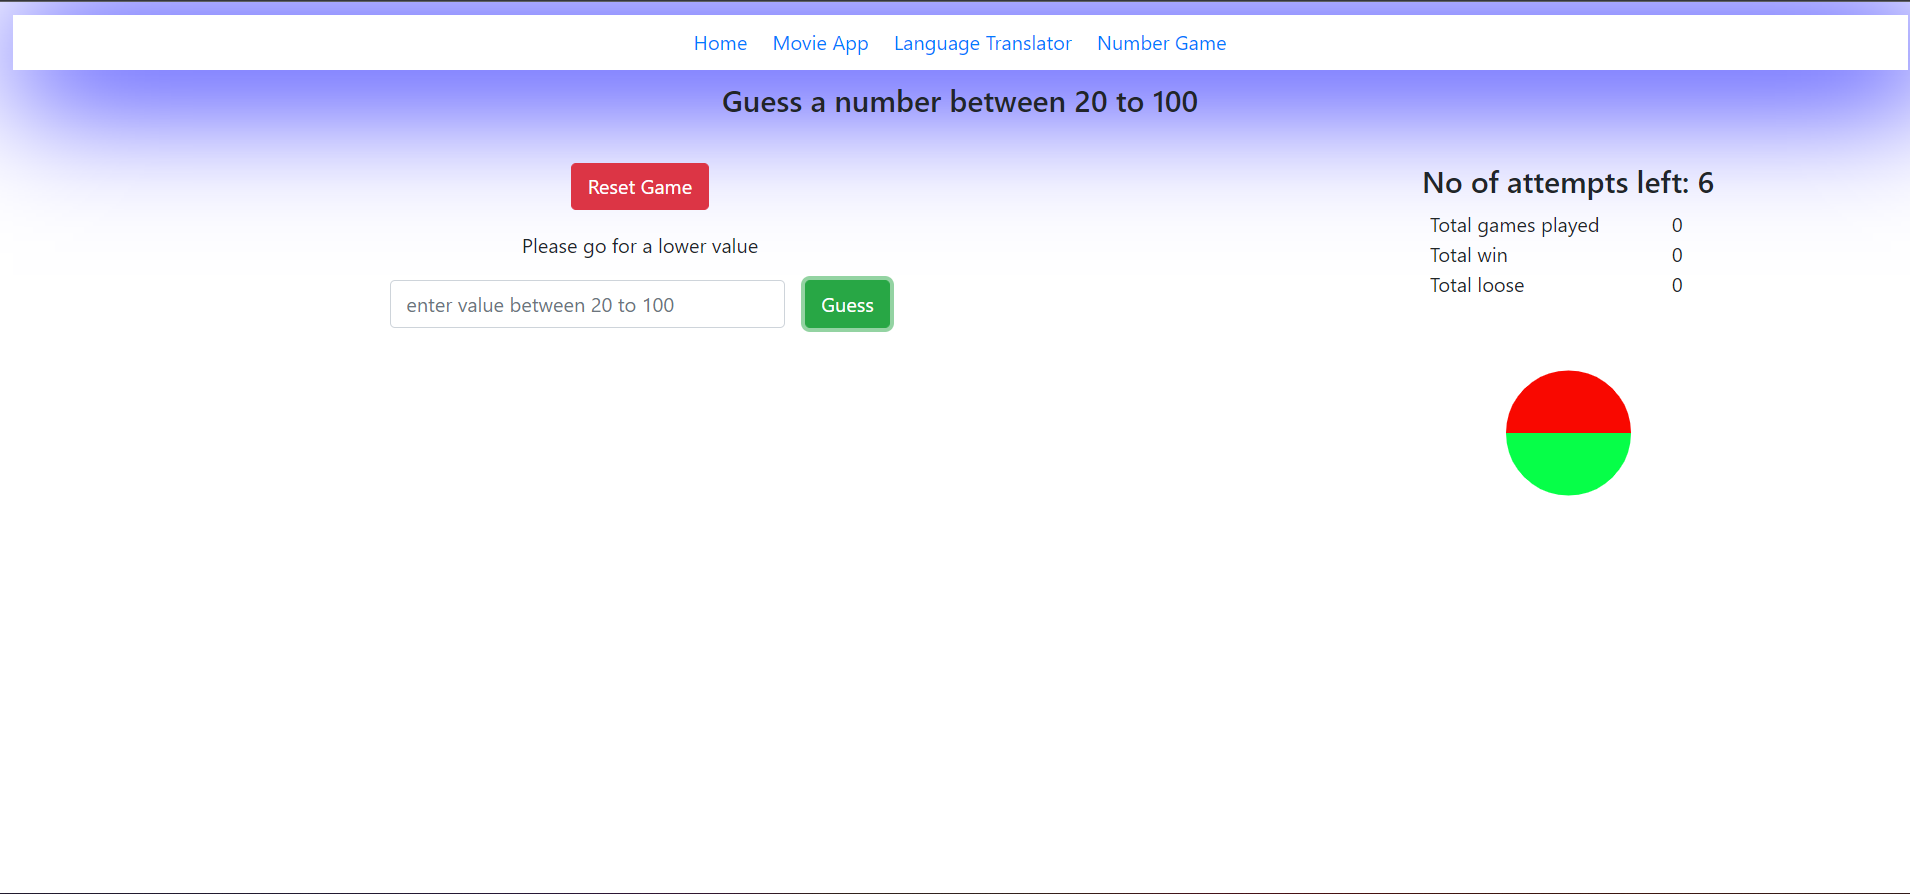 Home Movie App Language Translator Number Game
Guess a number between 20 to 100
Reset Game
Please go for a lower value
enter value between 20 to 100 Guess
No of attempts left: 6
Total games played 0
Total win 0
Total loose 0